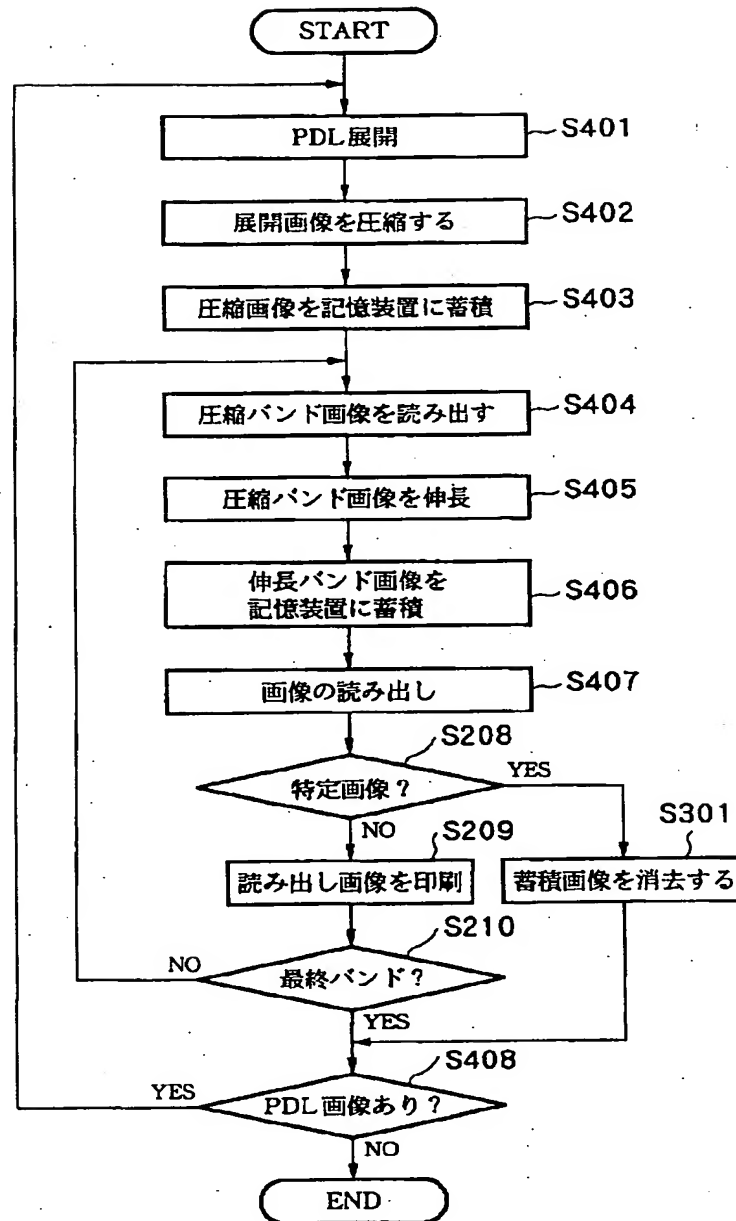 START
PDL展開
S401
展開画像を圧縮する
S402
圧縮画像を記憶装置に蓄積
S403
圧縮バンド画像を読み出す
S404
圧縮バンド画像を伸長
S405
伸長バンド画像を
記憶装置に蓄積
S406
画像の読み出し
S407
S208
特定画像?
YES
NO
S209
S301
読み出し画像を印刷
蓄積画像を消去する
S210
NO
最終バンド?
YES
S408
YES
PDL画像あり?
NO
END